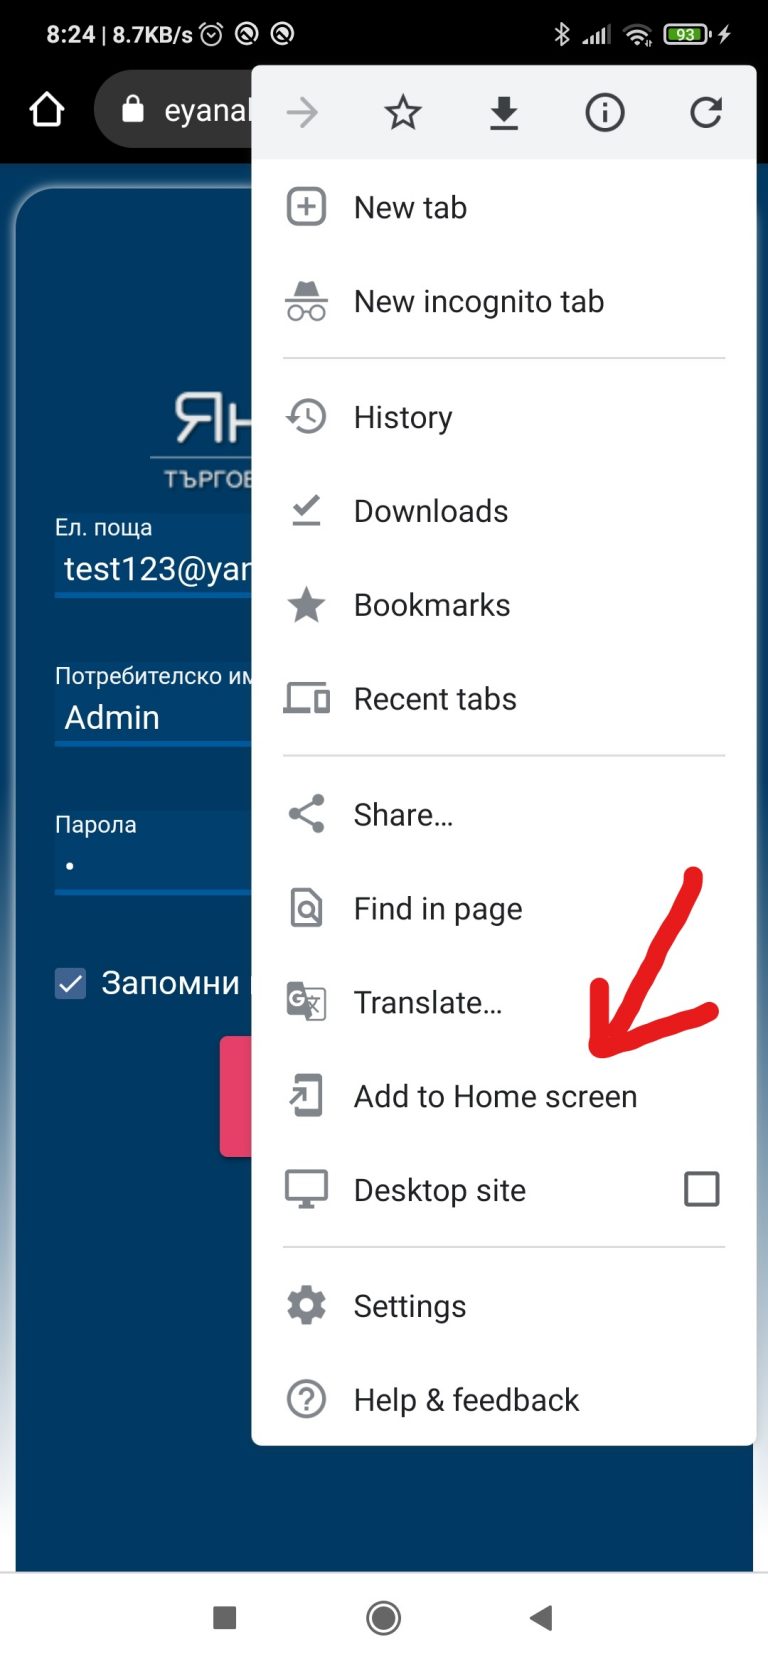 8:24 | 8.7KB/s 93
eyanal
New tab
New incognito tab
History
Downloads
Bookmarks
Recent tabs
Share...
Find in page
Translate...
Add to Home screen
Desktop site
Settings
Help & feedback
Ян
ТЪРГОВ
Ел. поща
test123@yan
Потребителско им
Admin
Парола
•
Запомни